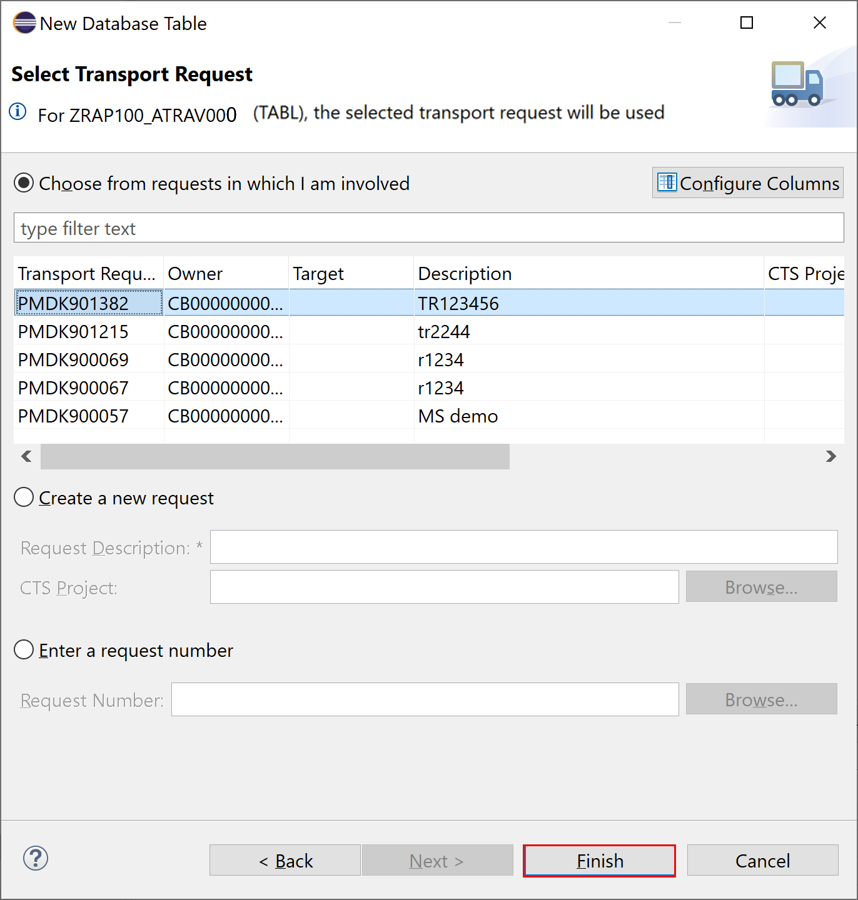 New Database Table
Select Transport Request
For ZRAP100_ATRAV000 (TABL), the selected transport request will be used
Choose from requests in which I am involved Configure Columns
type filter text
Transport Requ... Owner Target Description CTS Proje
PMDK901382 CB00000000... TR123456
PMDK901215 CB00000000... tr2244
PMDK900069 CB00000000... r1234
PMDK900067 CB00000000... r1234
PMDK900057 CB00000000... MS demo
Create a new request
Request Description: *
CTS Project: Browse...
Enter a request number
Request Number: Browse...
? < Back Next > Finish Cancel